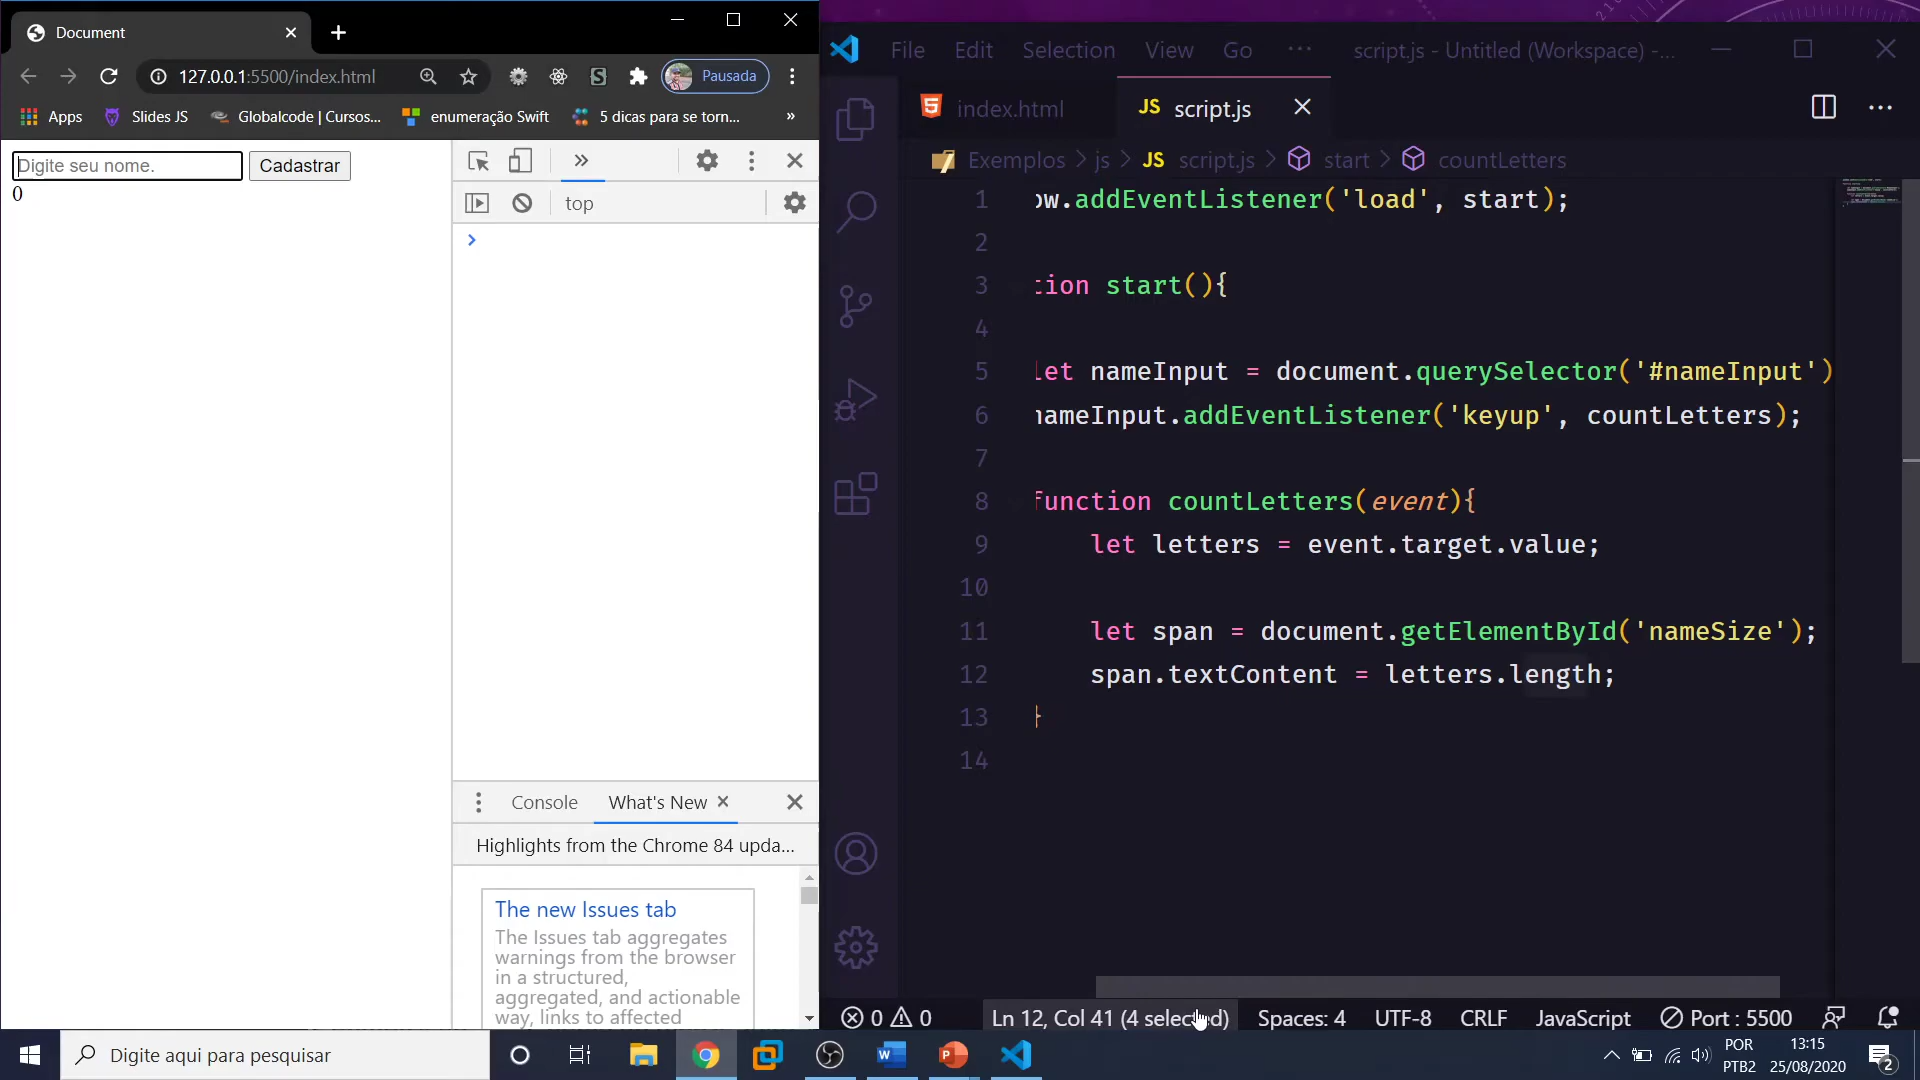 Document
127.0.0.1:5500/index.html
Pausada
Apps
Slides JS
Globalcode | Cursos...
enumeração Swift
5 dicas para se torn...
»
Digite seu nome.
Cadastrar
0
»
top
Console
What's New
Highlights from the Chrome 84 upda...
The new Issues tab
The Issues tab aggregates
warnings from the browser
in a structured,
aggregated, and actionable
way, links to affected
File
Edit
Selection
View
Go
···
script.js - Untitled (Workspace) -...
index.html
JS script.js
Exemplos > js > JS script.js > start > countLetters
1 ow.addEventListener('load', start);
2
3 tion start(){
4
5 let nameInput = document.querySelector('#nameInput')
6 nameInput.addEventListener('keyup', countLetters);
7
8 function countLetters(event){
9 let letters = event.target.value;
10
11 let span = document.getElementById('nameSize');
12 span.textContent = letters.length;
13 }
14
0
0
Ln 12, Col 41 (4 selected)
Spaces: 4
UTF-8
CRLF
JavaScript
Port : 5500
Digite aqui para pesquisar
POR
PTB2
13:15
25/08/2020
2